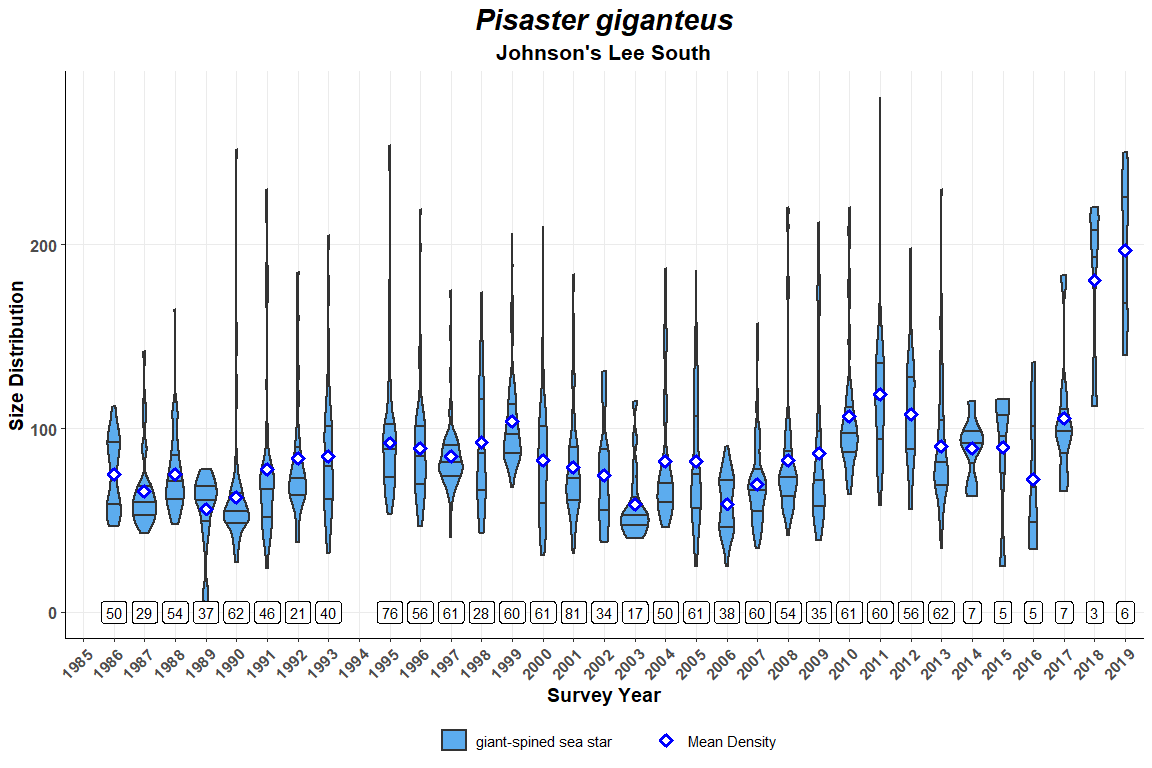 Pisaster giganteus
Johnson's Lee South
Size Distribution
200
100
0
50 29 54 37 62 46 21 40 76 56 61 28 60 61 81 34 17 50 61 38 60 54 35 61 60 56 62 7 5 5 7 3 6
1985 1986 1987 1988 1989 1990 1991 1992 1993 1994 1995 1996 1997 1998 1999 2000 2001 2002 2003 2004 2005 2006 2007 2008 2009 2010 2011 2012 2013 2014 2015 2016 2017 2018 2019
Survey Year
giant-spined sea star Mean Density